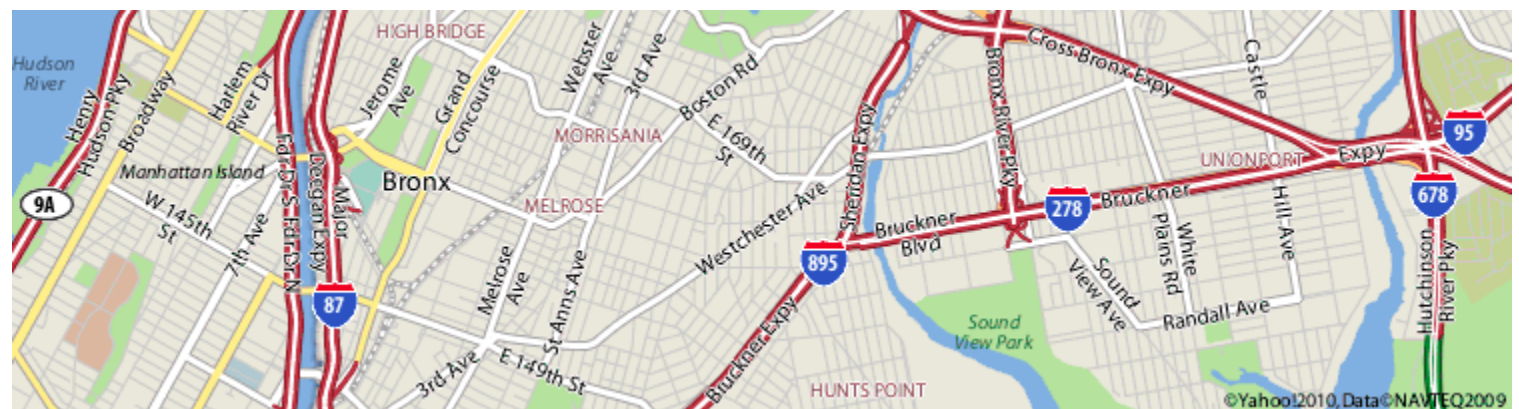 HIGH BRIDGE
Hudson
River
Henry
Hudson Pky
Broadway
Harlem
River Dr
Jerome
Ave
Grand
Concourse
Webster
Ave
3rd Ave
Boston Rd
E 169th
St
MORRISANIA
Cross Bronx Expy
Bronx River Pky
Castle
Hill-Ave
Sheridan Expy
95
UNIONPORT
Expy
Manhattan Island
Bronx
9A
W 145th
St
7th Ave
Fdr Dr S Fdr Dr N
Major
Deegan Expy
MELROSE
Westchester Ave
Bruckner
Blvd
278
Bruckner
678
White
Plains Rd
Sound
View Ave
Randall Ave
Hutchinson
River Pky
895
87
Melrose
Ave
St Anns Ave
3rd Ave
E 149th St
Bruckner Expy
Sound
View Park
HUNTS POINT
©Yahoo!2010,Data©NAVTEQ2009